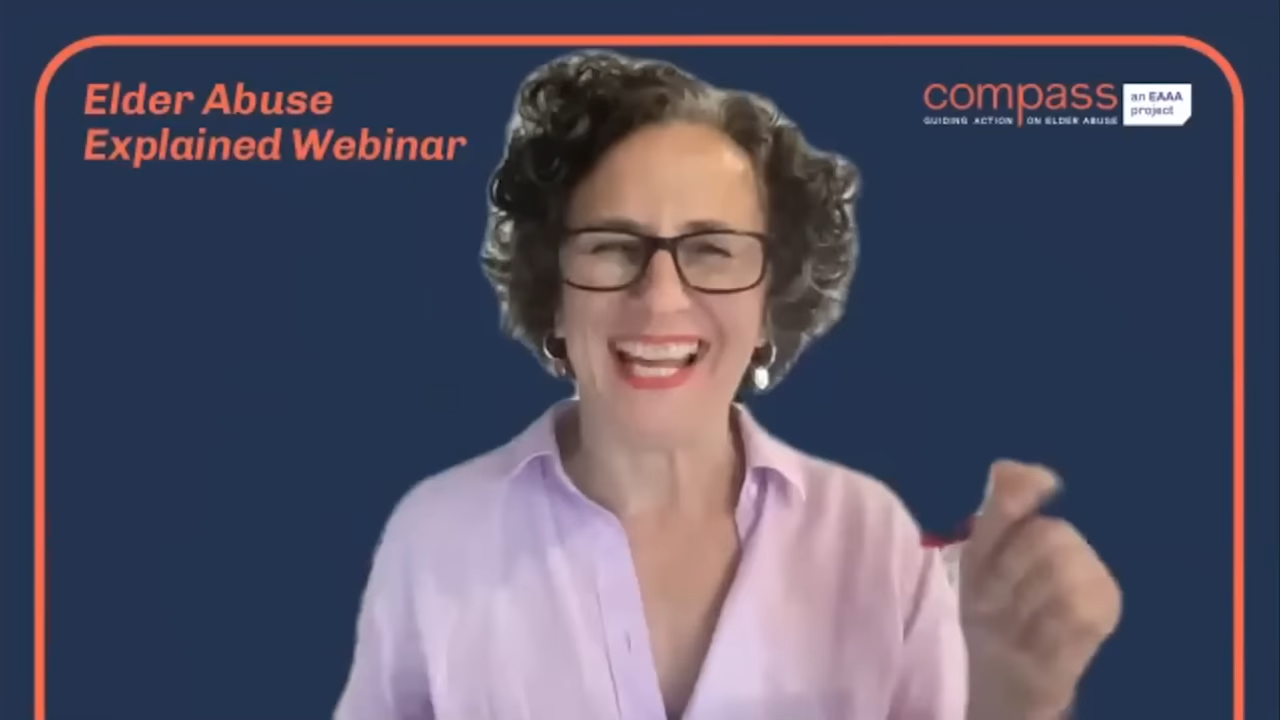 Elder Abuse
Explained Webinar
compass
GUIDING ACTION ON ELDER ABUSE
an EAAA
project